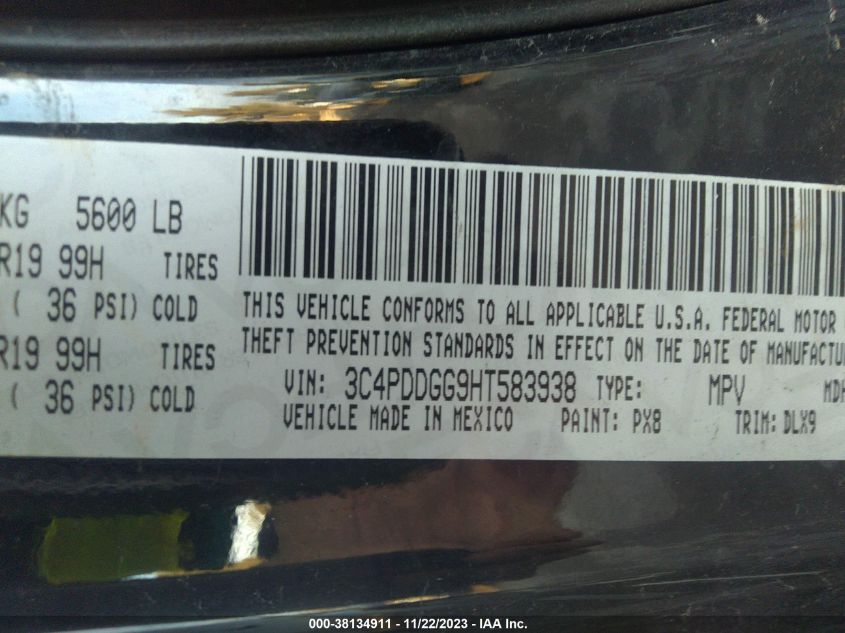 KG 5600 LB
R19 99H TIRES
( 36 PSI) COLD
R19 99H TIRES
( 36 PSI) COLD
THIS VEHICLE CONFORMS TO ALL APPLICABLE U.S.A. FEDERAL MOTOR
THEFT PREVENTION STANDARDS IN EFFECT ON THE DATE OF MANUFACTU
VIN: 3C4PDDGG9HT583938 TYPE: MPV MDH
VEHICLE MADE IN MEXICO PAINT: PX8 TRIM: DLX9
000-38134911 - 11/22/2023 - IAA Inc.